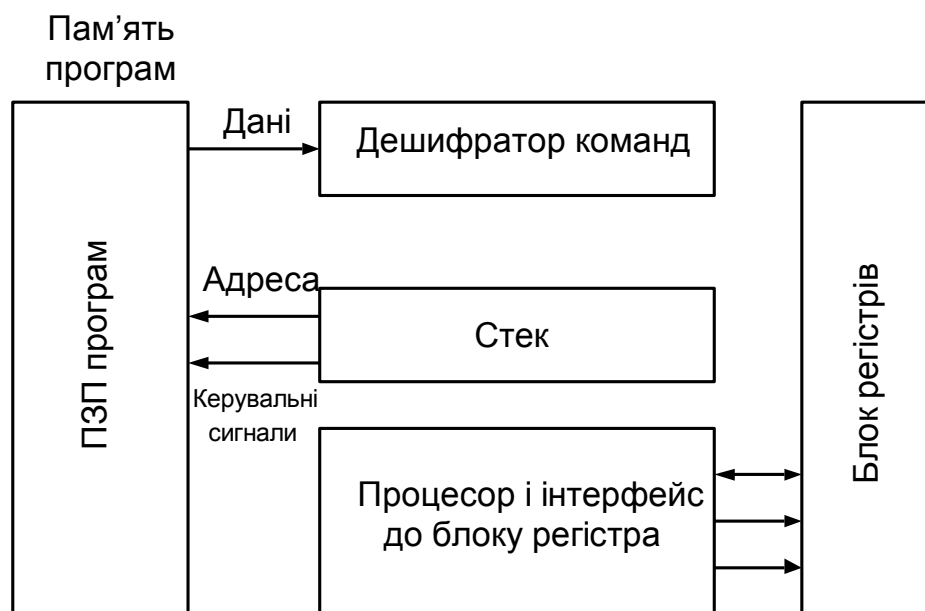 Пам’ять
програм
Дані
Дешифратор команд
ПЗП програм
Адреса
Стек
Керувальні
сигнали
Процесор і інтерфейс
до блоку регістра
Блок регістрів